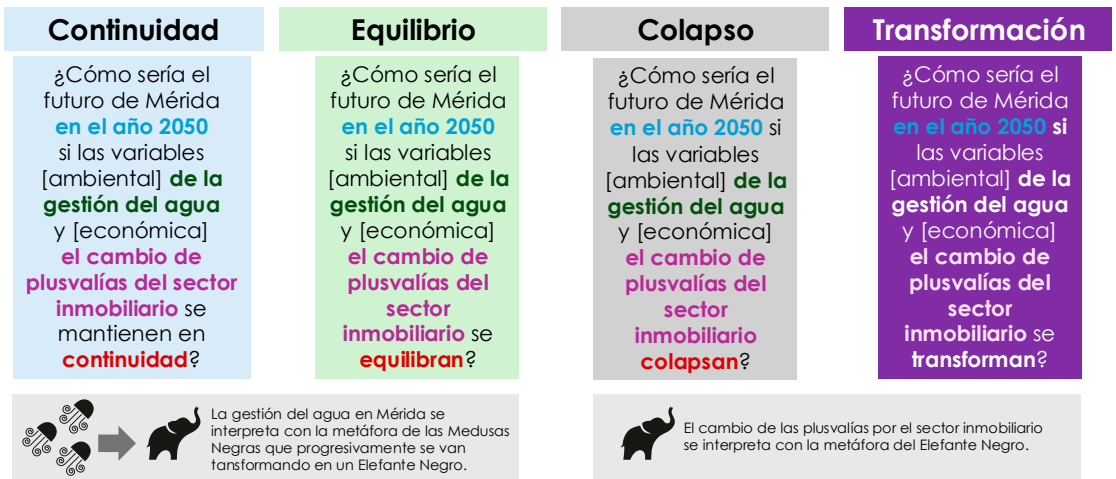 Continuidad
¿Cómo sería el
futuro de Mérida
en el año 2050
si las variables
[ambiental] de la
gestión del agua
y [económica]
el cambio de
plusvalías del sector
inmobiliario se
mantienen en
continuidad?
Equilibrio
¿Cómo sería el
futuro de Mérida
en el año 2050
si las variables
[ambiental] de la
gestión del agua
y [económica]
el cambio de
plusvalías del
sector
inmobiliario se
equilibran?
Colapso
¿Cómo sería el
futuro de Mérida
en el año 2050 si
las variables
[ambiental] de la
gestión del agua
y [económica]
el cambio de
plusvalías del
sector
inmobiliario
colapsan?
Transformación
¿Cómo sería el
futuro de Mérida
en el año 2050 si
las variables
[ambiental] de la
gestión del agua
y [económica]
el cambio de
plusvalías del
sector
inmobiliario se
transforman?
La gestión del agua en Mérida se
interpreta con la metáfora de las Medusas
Negras que progresivamente se van
tansformando en un Elefante Negro.
El cambio de las plusvalías por el sector inmobiliario
se interpreta con la metáfora del Elefante Negro.